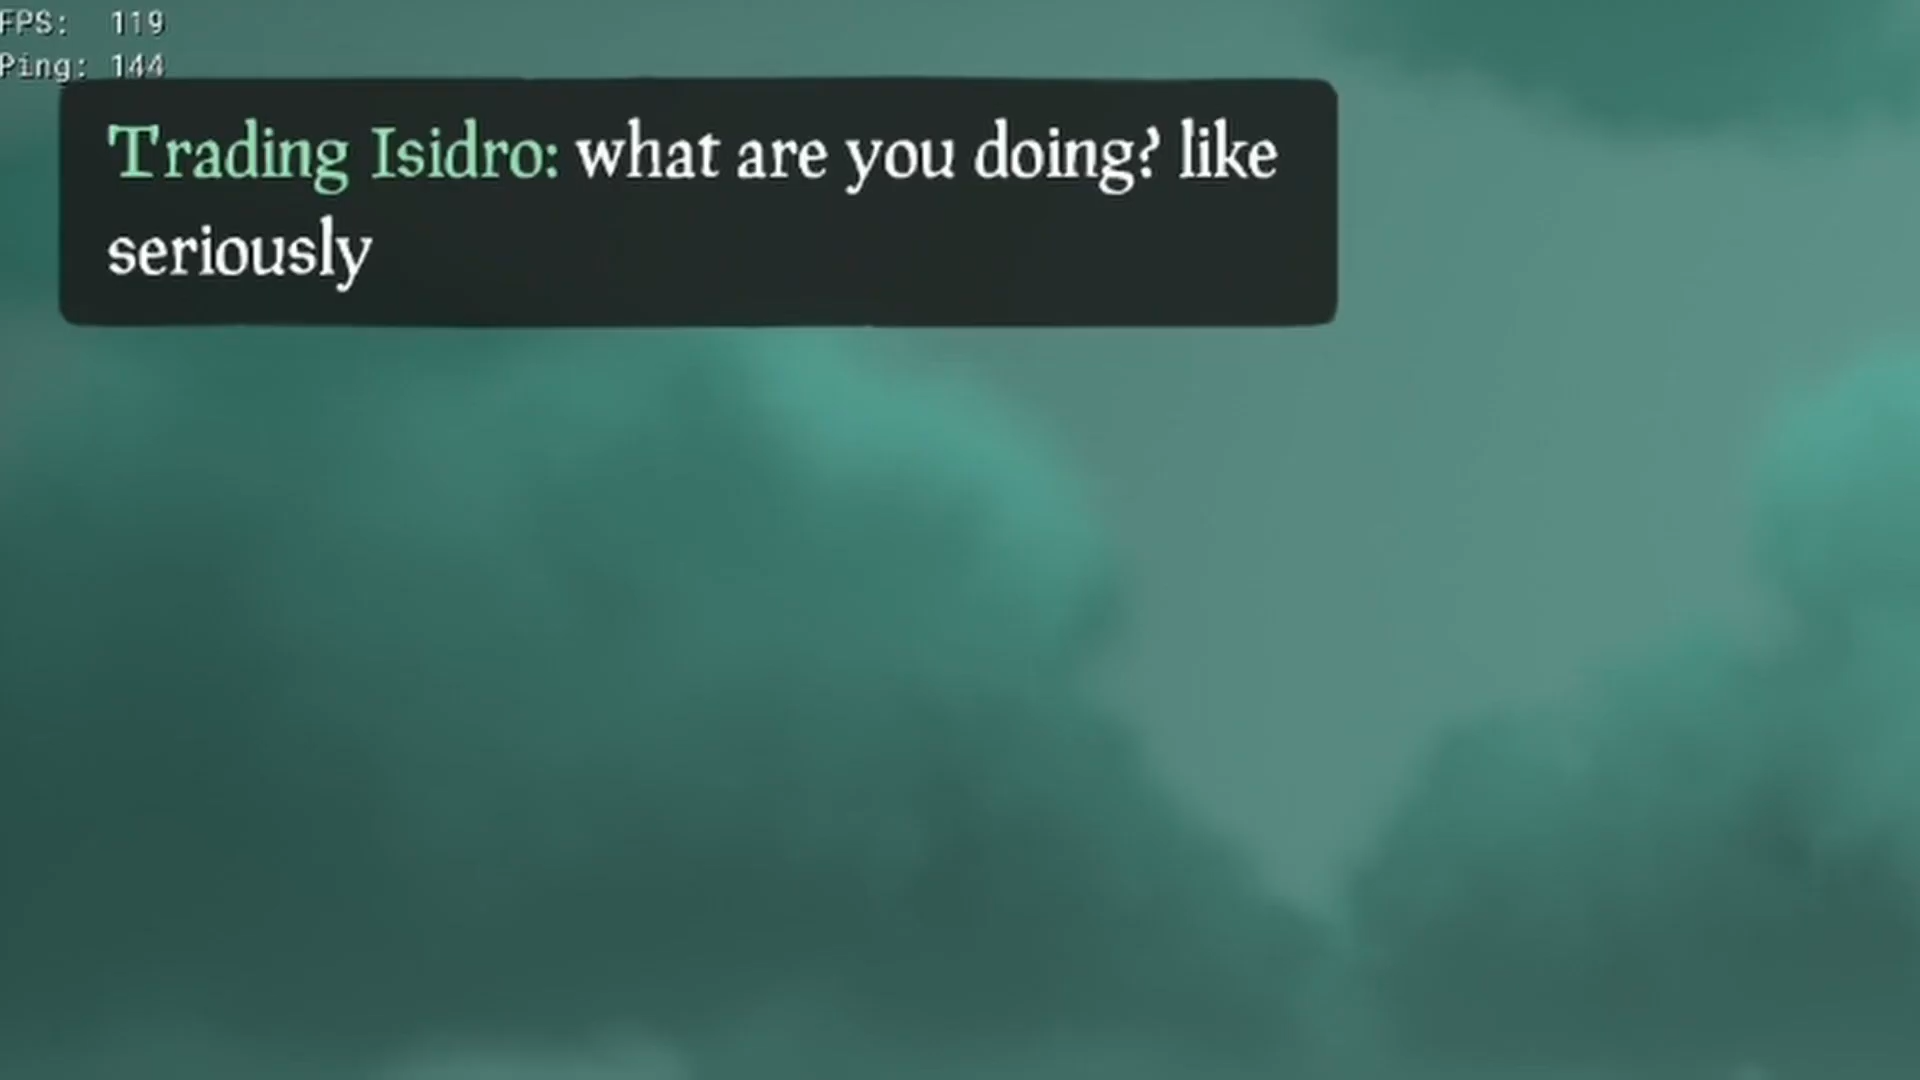 FPS: 119
Ping: 144
Trading Isidro: what are you doing? like
seriously